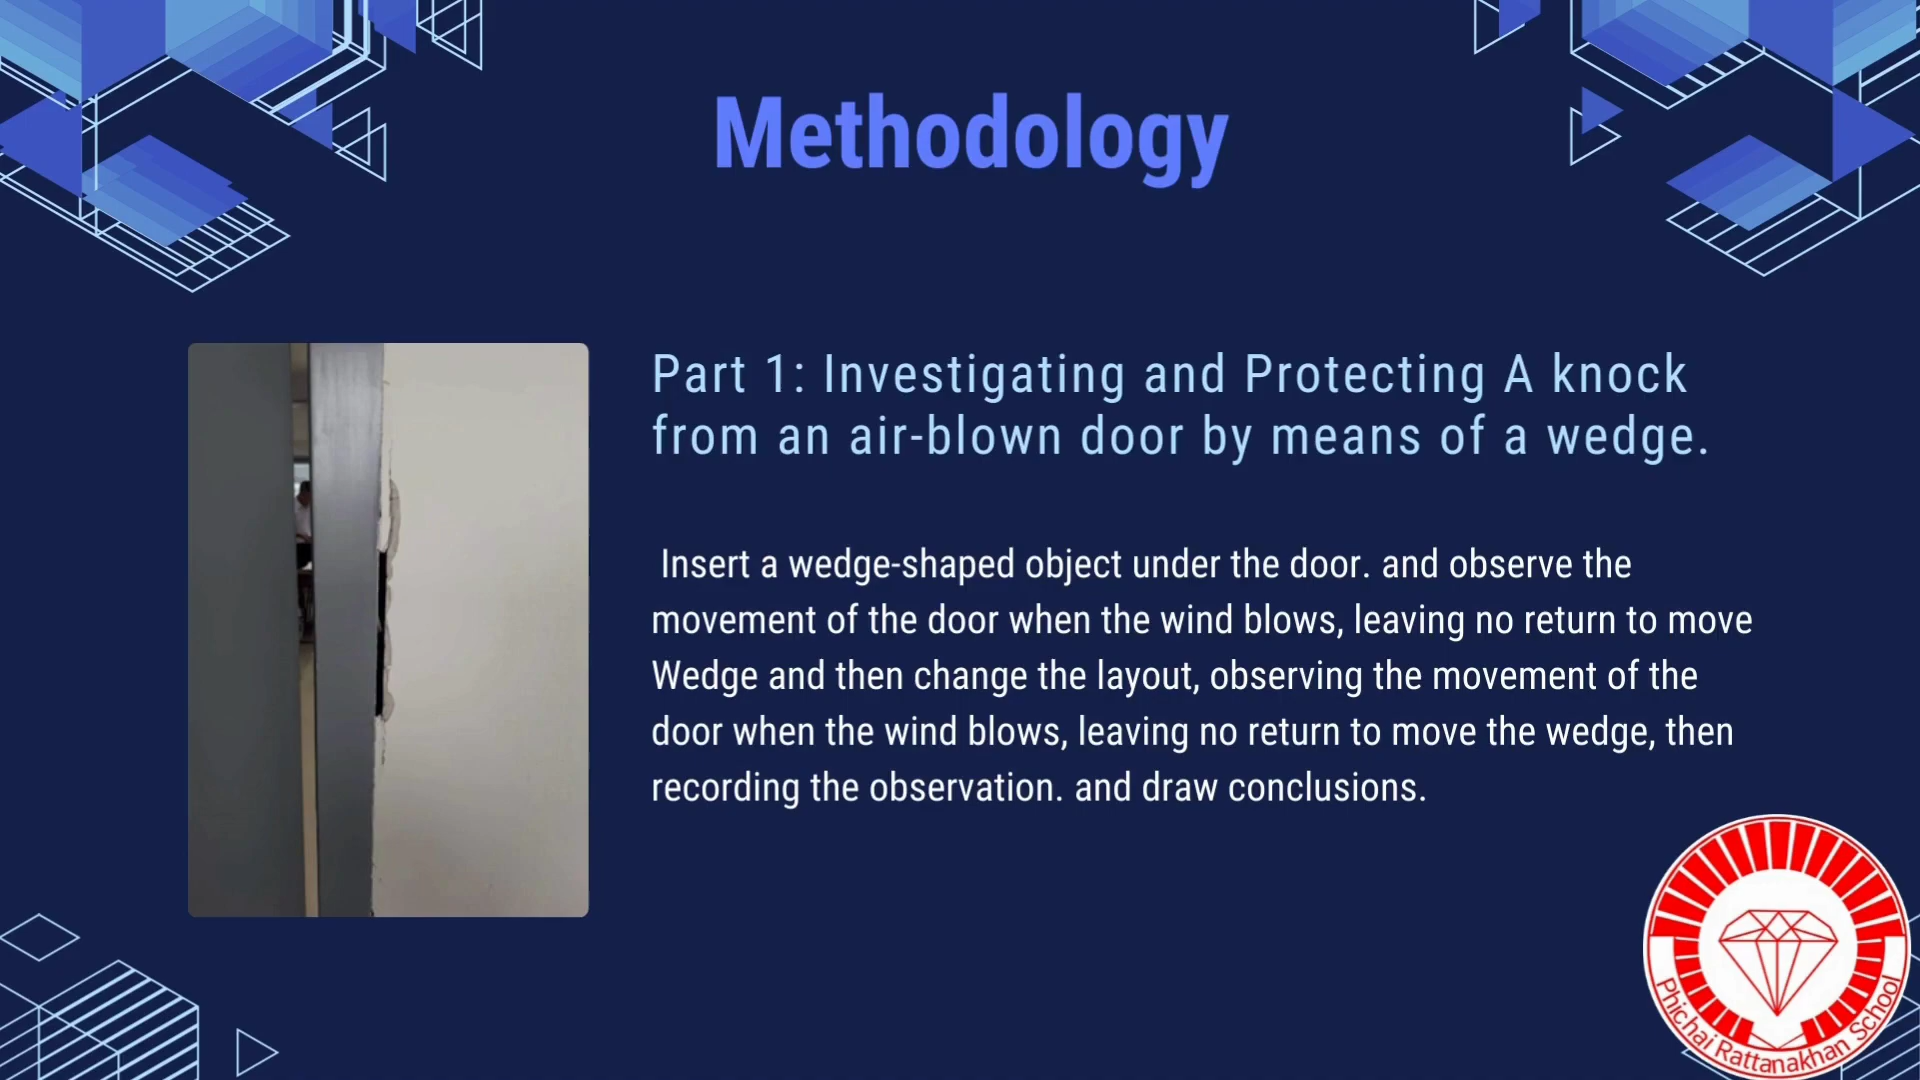 Methodology
Part 1: Investigating and Protecting A knock
from an air-blown door by means of a wedge.
Insert a wedge-shaped object under the door. and observe the
movement of the door when the wind blows, leaving no return to move
Wedge and then change the layout, observing the movement of the
door when the wind blows, leaving no return to move the wedge, then
recording the observation. and draw conclusions.
Phichai Rattanakhan School